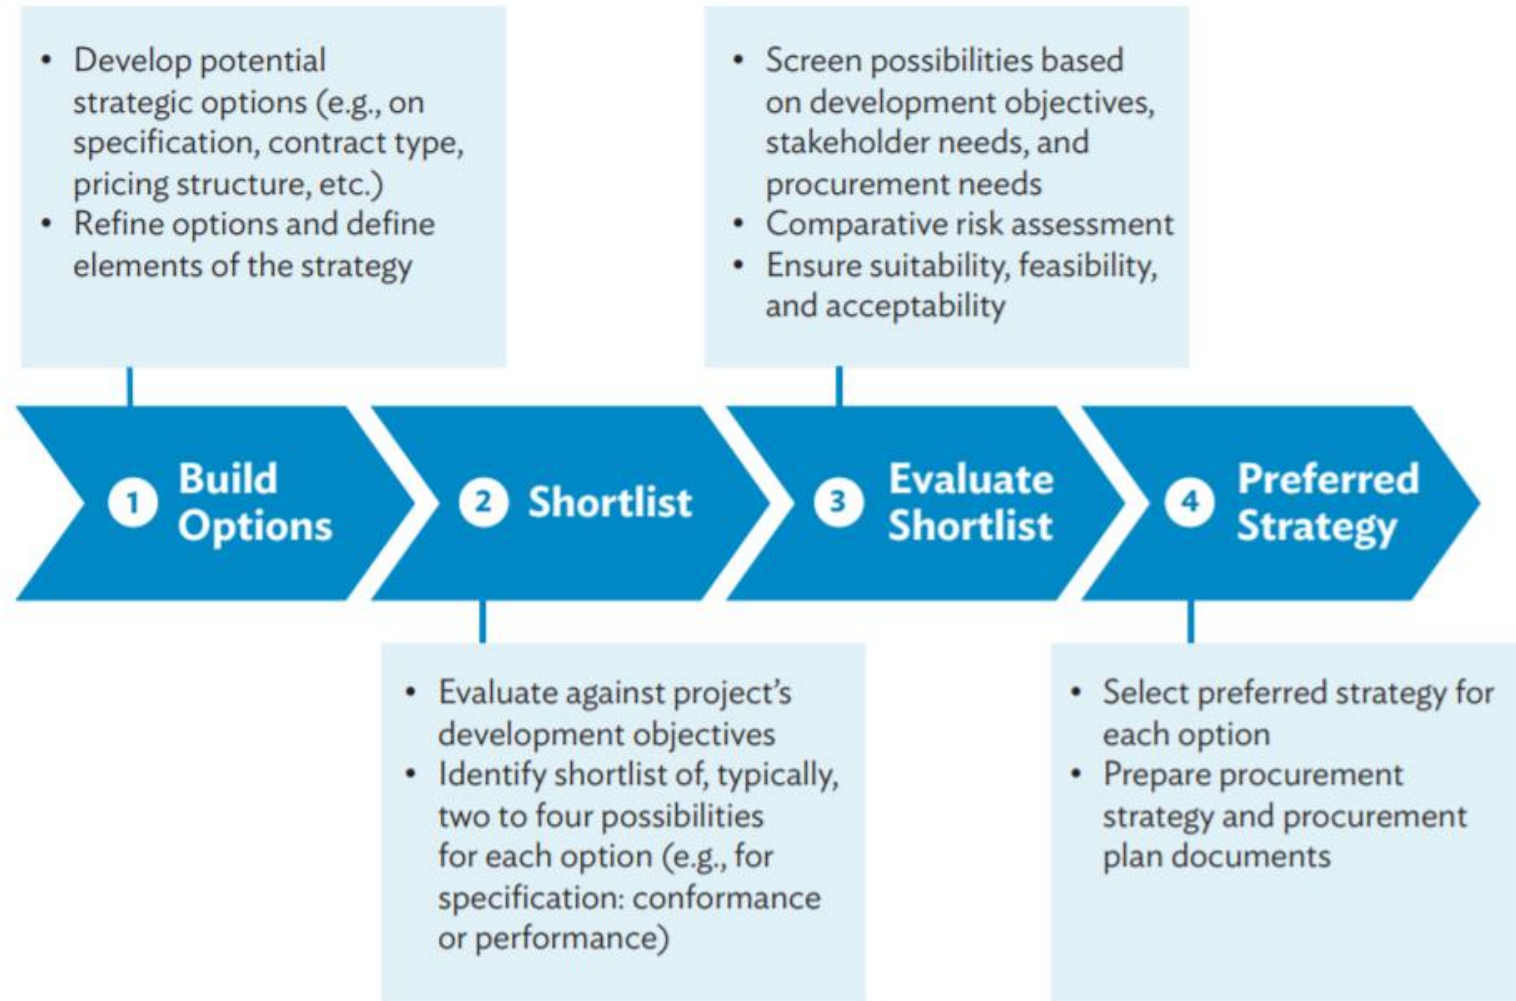 • Develop potential
strategic options (e.g., on
specification, contract type,
pricing structure, etc.)
• Refine options and define
elements of the strategy
• Screen possibilities based
on development objectives,
stakeholder needs, and
procurement needs
• Comparative risk assessment
• Ensure suitability, feasibility,
and acceptability
1 Build
Options
2 Shortlist
3 Evaluate
Shortlist
4 Preferred
Strategy
• Evaluate against project’s
development objectives
• Identify shortlist of, typically,
two to four possibilities
for each option (e.g., for
specification: conformance
or performance)
• Select preferred strategy for
each option
• Prepare procurement
strategy and procurement
plan documents